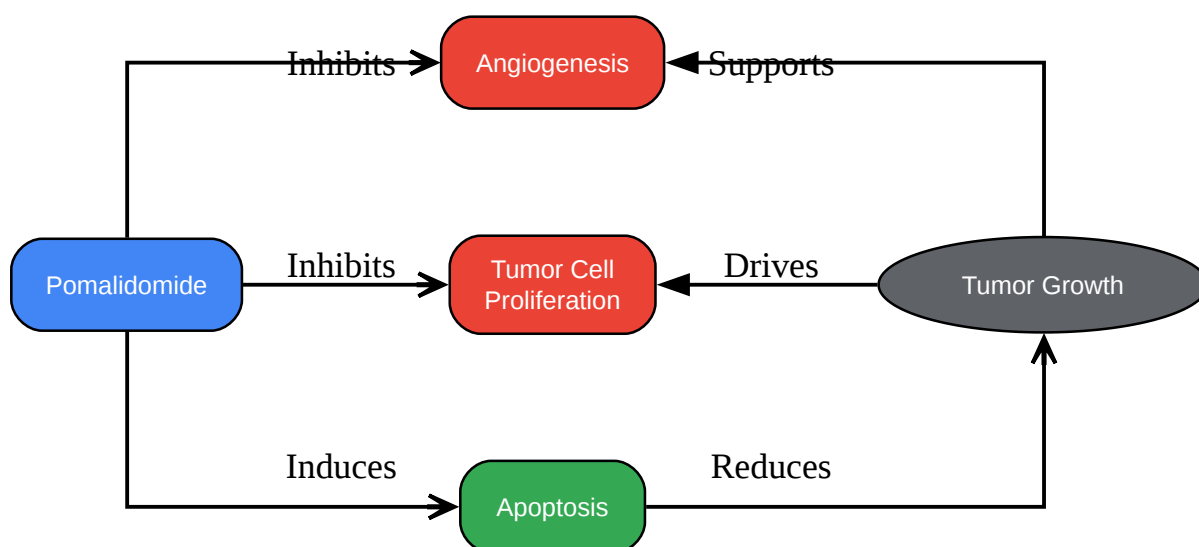 Inhibits
Angiogenesis
Supports
Pomalidomide
Inhibits
Tumor Cell
Proliferation
Drives
Tumor Growth
Induces
Apoptosis
Reduces